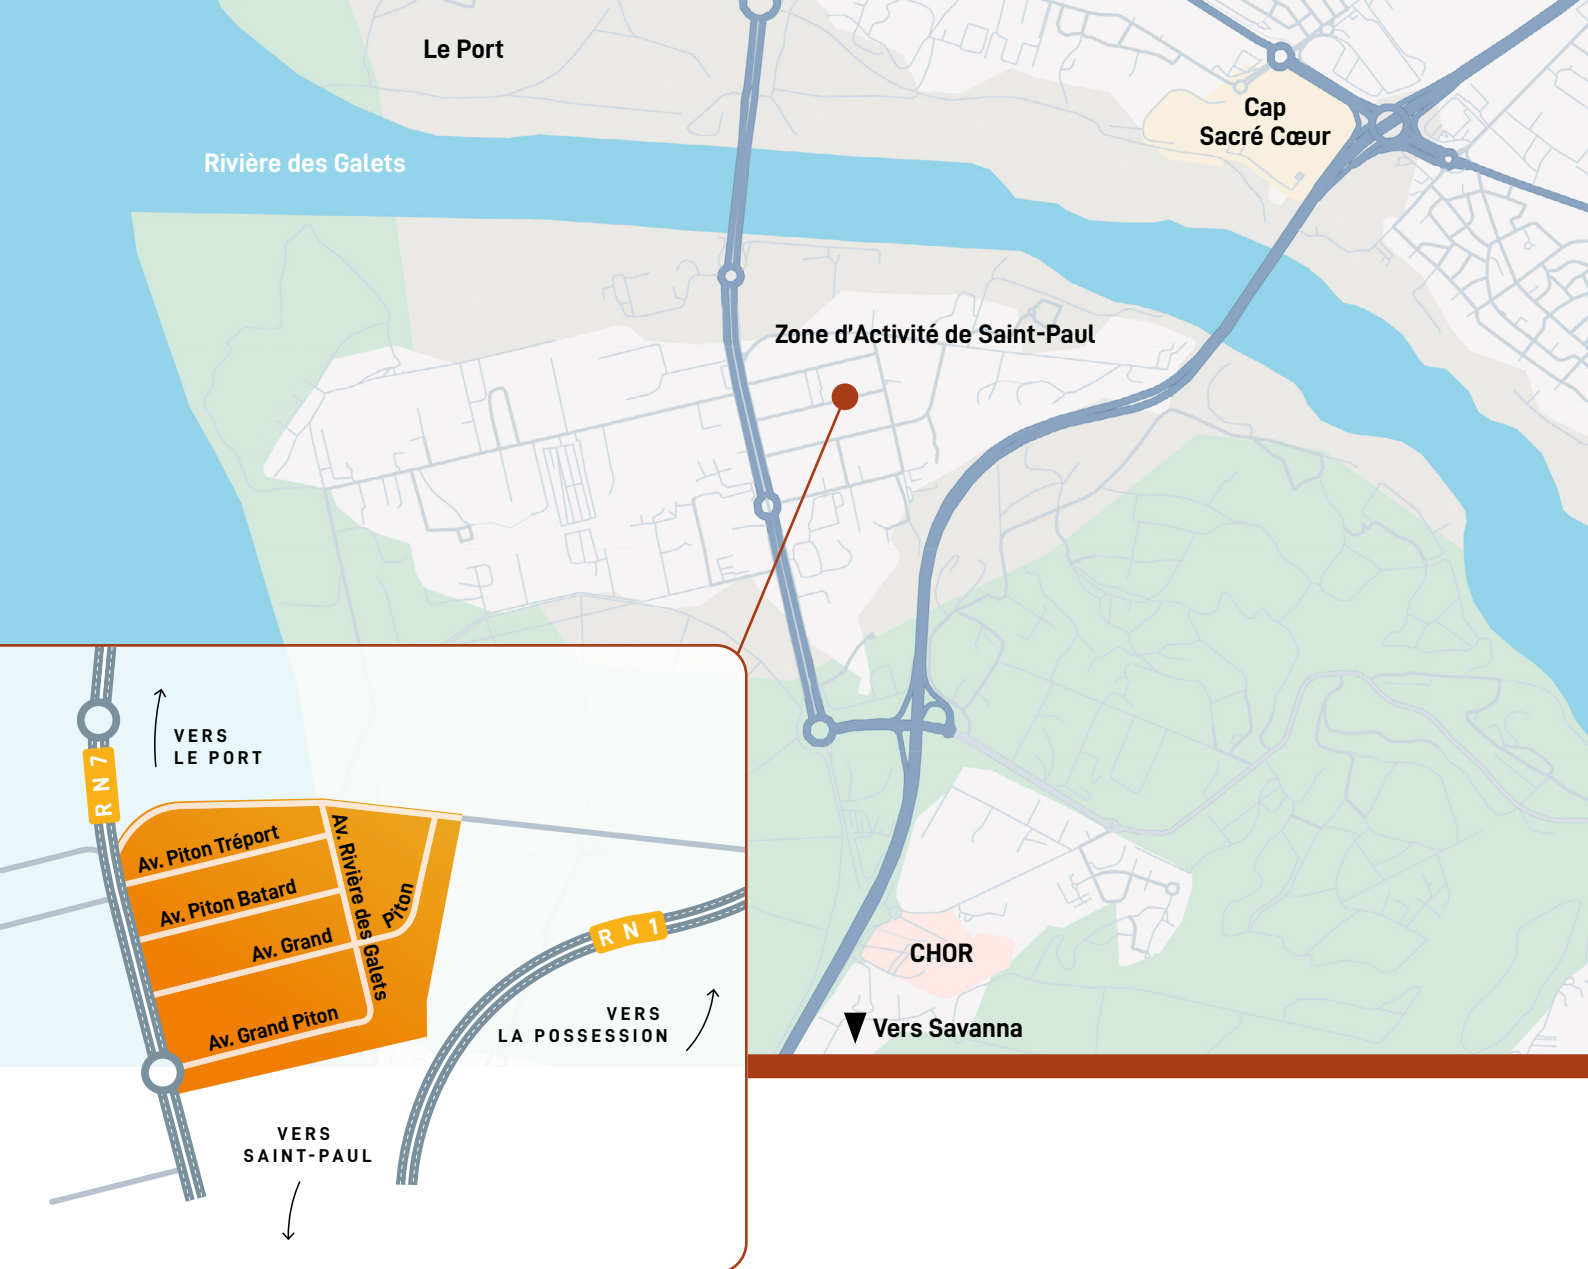 Le Port
Cap
Sacré Cœur
Rivière des Galets
Zone d'Activité de Saint-Paul
VERS
LE PORT
R N 7
Av. Piton Tréport
Av. Rivière des Galets
Av. Piton Batard
Piton
Av. Grand
R N 1
CHOR
Av. Grand Piton
VERS
LA POSSESSION
Vers Savanna
VERS
SAINT-PAUL